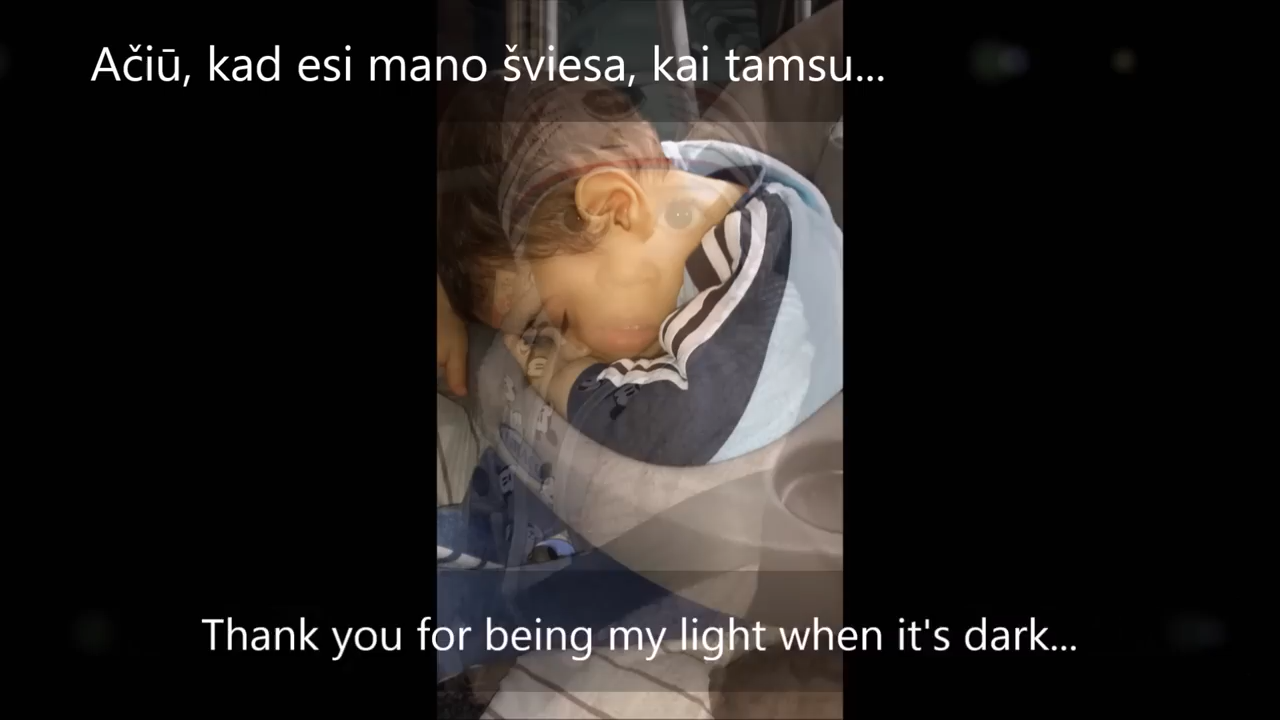 Ačiū, kad esi mano šviesa, kai tamsu...
Thank you for being my light when it's dark...